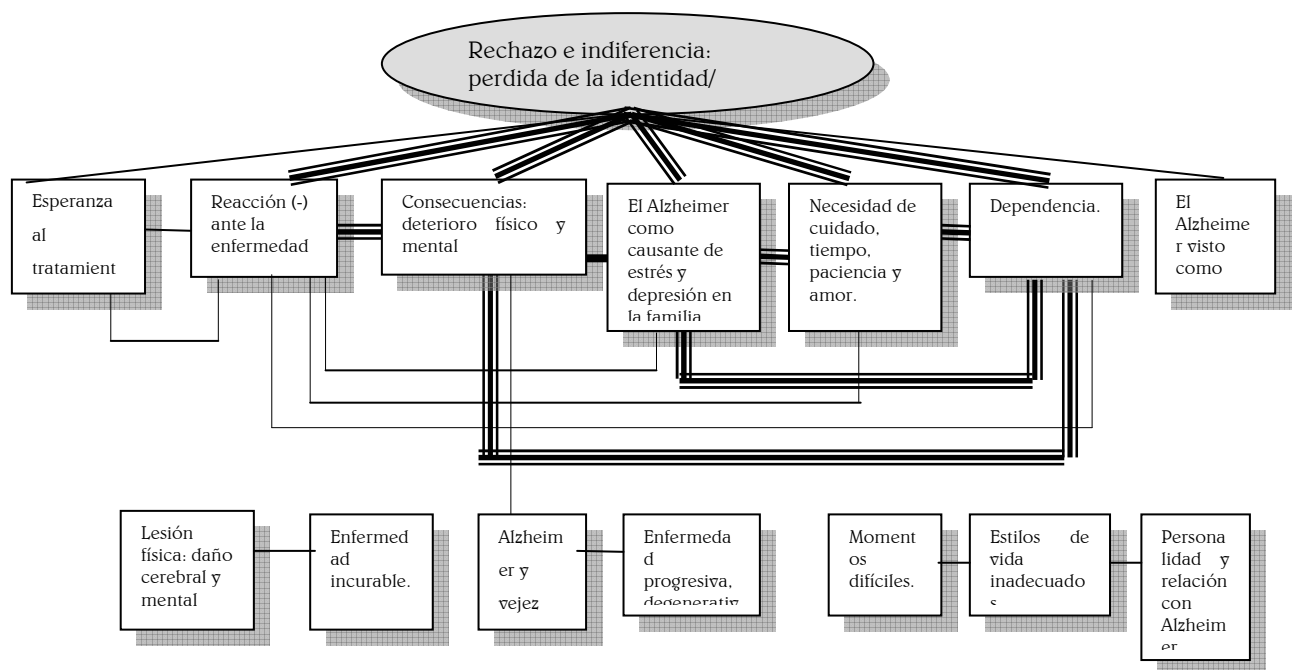 Rechazo e indiferencia:
perdida de la identidad/
Esperanza
al
tratamient
Reacción (-)
ante la
enfermedad
Consecuencias:
deterioro físico y
mental
El Alzheimer
como
causante de
estrés y
depresión en
la familia
Necesidad de
cuidado,
tiempo,
paciencia y
amor.
Dependencia.
El
Alzheime
r visto
como
Lesión
física: daño
cerebral y
mental
Enfermed
ad
incurable.
Alzheim
er y
vejez
Enfermeda
d
progresiva,
degenerativ
Moment
os
difíciles.
Estilos de
vida
inadecuado
s
Persona
lidad y
relación
con
Alzheim
er